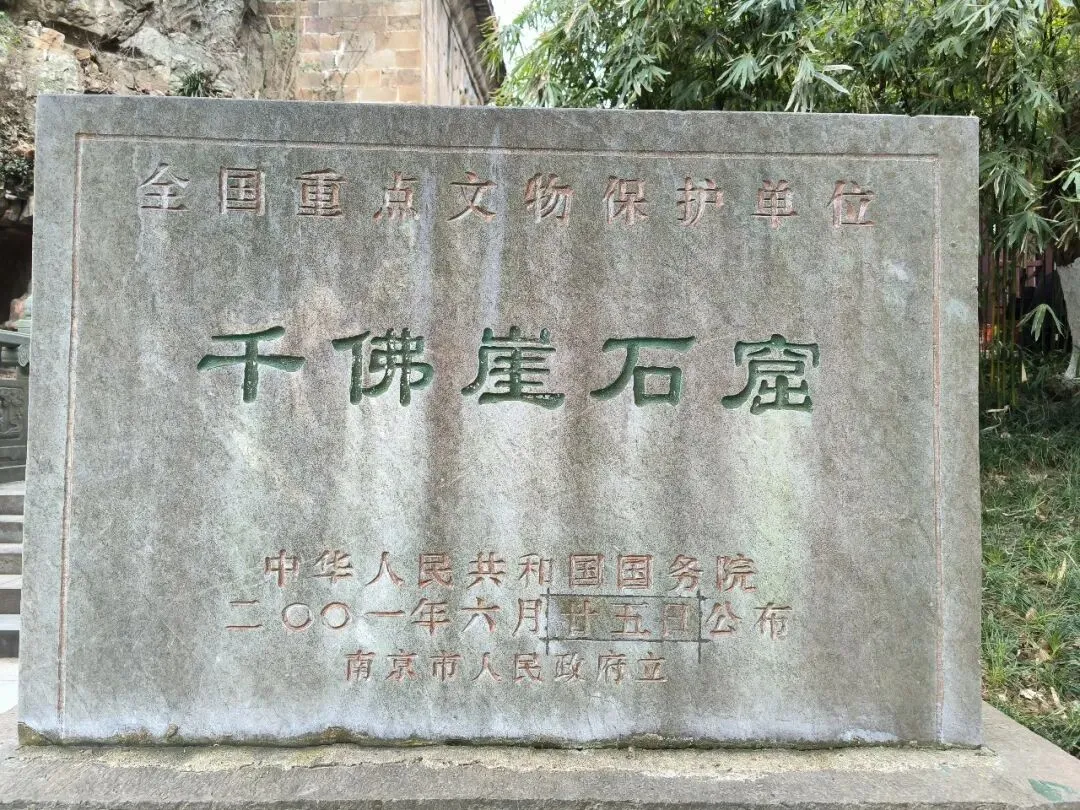 全国重点文物保护单位
千佛崖石窟
中华人民共和国国务院
二〇〇一年六月廿五日公布
南京市人民政府立